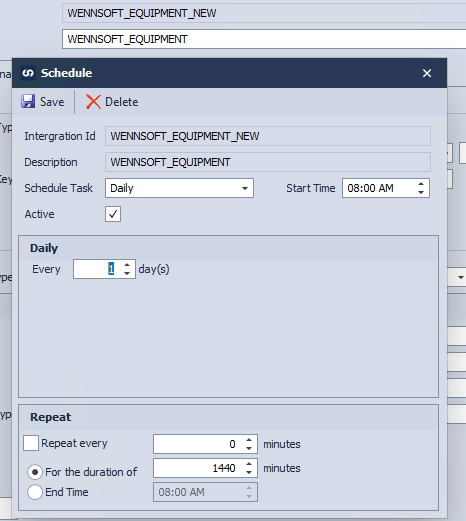 WENNSOFT_EQUIPMENT_NEW
WENNSOFT_EQUIPMENT
Schedule
Save Delete
Intergration Id WENNSOFT_EQUIPMENT_NEW
Description WENNSOFT_EQUIPMENT
Schedule Task Daily Start Time 08:00 AM
Active
Daily
Every 1 day(s)
Repeat
Repeat every 0 minutes
For the duration of 1440 minutes
End Time 08:00 AM